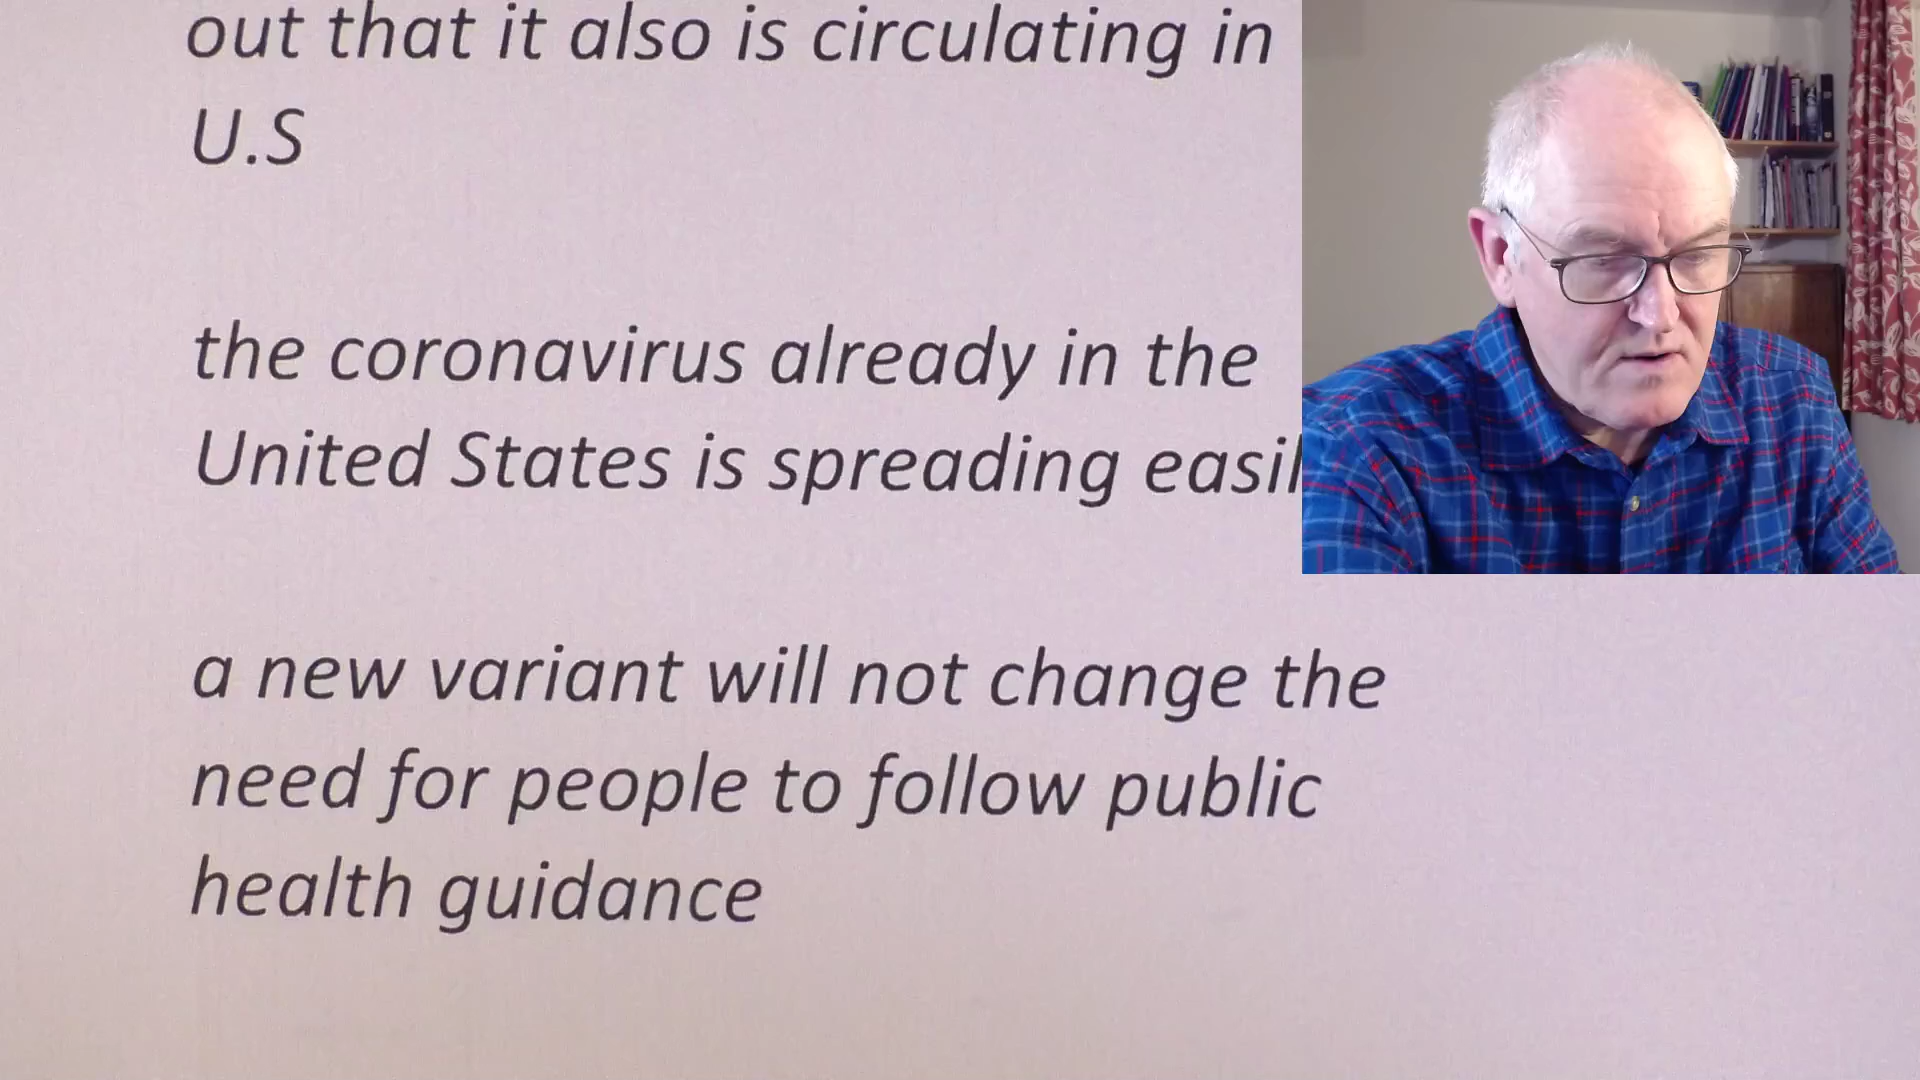 out that it also is circulating in
U.S
the coronavirus already in the
United States is spreading easil
a new variant will not change the
need for people to follow public
health guidance